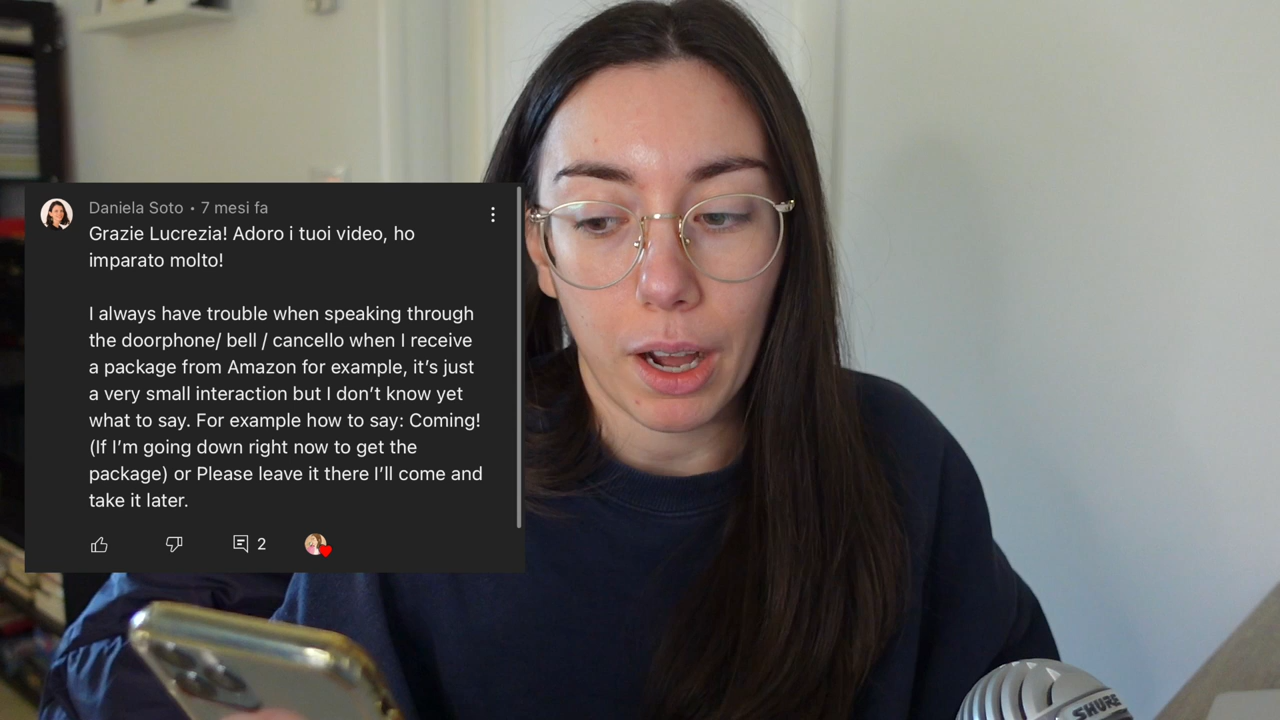 Daniela Soto • 7 mesi fa
Grazie Lucrezia! Adoro i tuoi video, ho
imparato molto!
I always have trouble when speaking through
the doorphone/ bell / cancello when I receive
a package from Amazon for example, it's just
a very small interaction but I don't know yet
what to say. For example how to say: Coming!
(If I'm going down right now to get the
package) or Please leave it there I'll come and
take it later.
2
SHURE